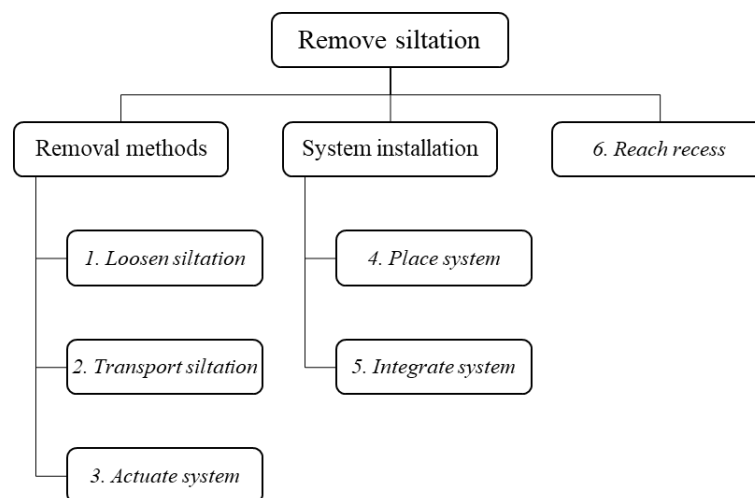 Remove siltation
Removal methods
System installation
6. Reach recess
1. Loosen siltation
4. Place system
2. Transport siltation
5. Integrate system
3. Actuate system